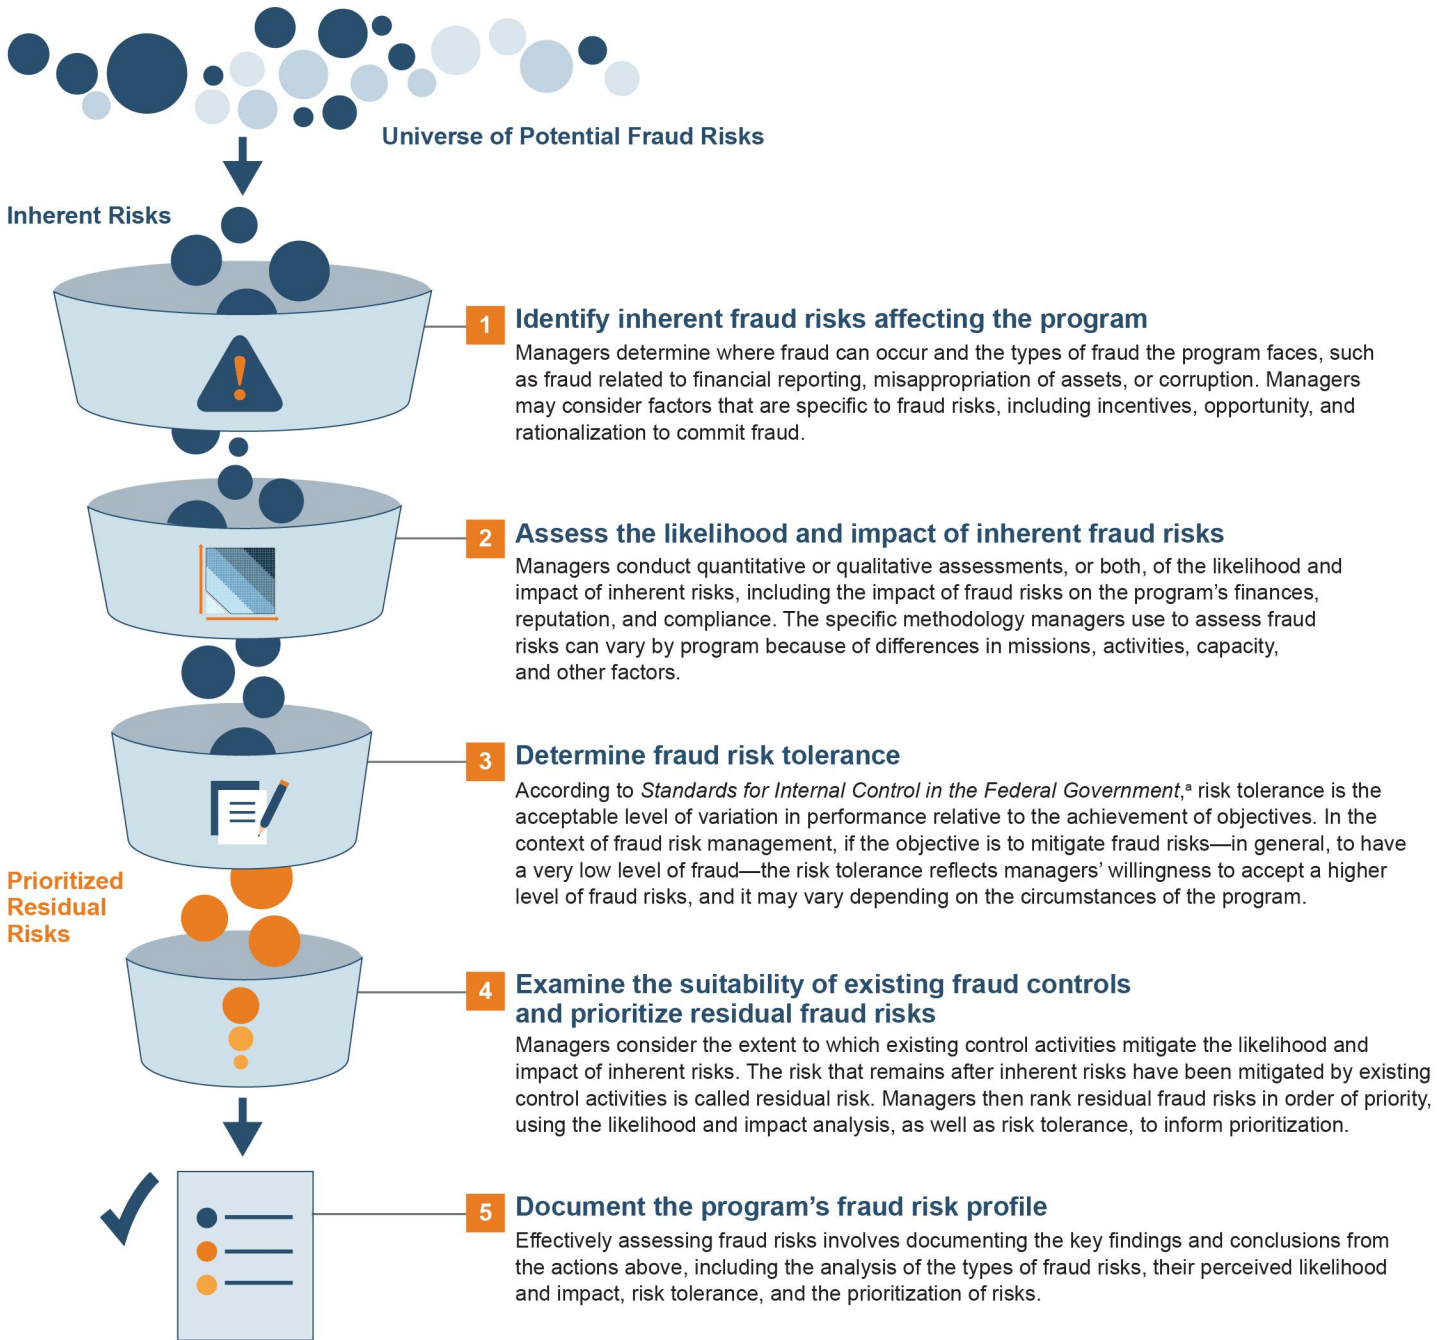 Universe of Potential Fraud Risks
Inherent Risks
1
Identify inherent fraud risks affecting the program
Managers determine where fraud can occur and the types of fraud the program faces, such
as fraud related to financial reporting, misappropriation of assets, or corruption. Managers
may consider factors that are specific to fraud risks, including incentives, opportunity, and
rationalization to commit fraud.
2
Assess the likelihood and impact of inherent fraud risks
Managers conduct quantitative or qualitative assessments, or both, of the likelihood and
impact of inherent risks, including the impact of fraud risks on the program's finances,
reputation, and compliance. The specific methodology managers use to assess fraud
risks can vary by program because of differences in missions, activities, capacity,
and other factors.
3
Determine fraud risk tolerance
According to Standards for Internal Control in the Federal Government,ª risk tolerance is the
acceptable level of variation in performance relative to the achievement of objectives. In the
context of fraud risk management, if the objective is to mitigate fraud risks—in general, to have
a very low level of fraud—the risk tolerance reflects managers' willingness to accept a higher
level of fraud risks, and it may vary depending on the circumstances of the program.
Prioritized
Residual
Risks
4
Examine the suitability of existing fraud controls
and prioritize residual fraud risks
Managers consider the extent to which existing control activities mitigate the likelihood and
impact of inherent risks. The risk that remains after inherent risks have been mitigated by existing
control activities is called residual risk. Managers then rank residual fraud risks in order of priority,
using the likelihood and impact analysis, as well as risk tolerance, to inform prioritization.
5
Document the program's fraud risk profile
Effectively assessing fraud risks involves documenting the key findings and conclusions from
the actions above, including the analysis of the types of fraud risks, their perceived likelihood
and impact, risk tolerance, and the prioritization of risks.